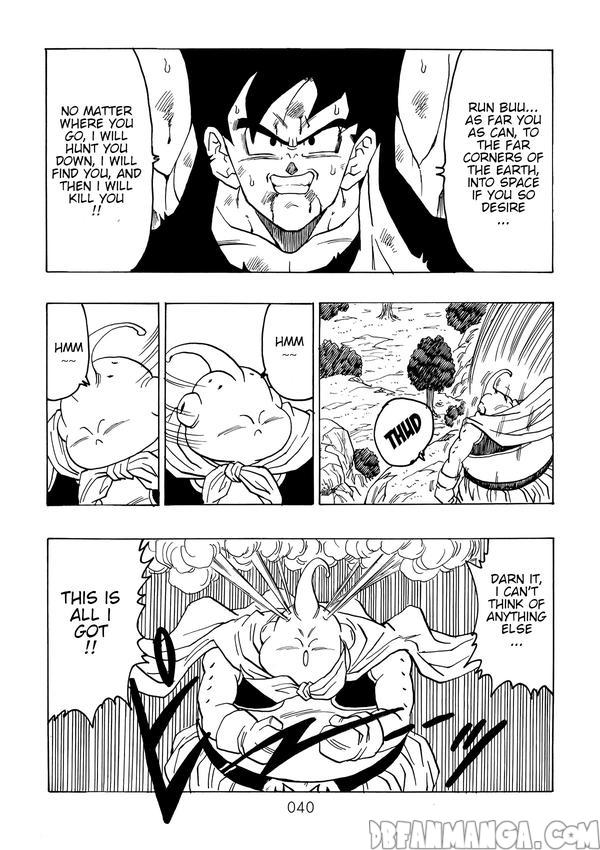 RUN BUU...
AS FAR YOU
AS CAN, TO
THE FAR
CORNERS OF
THE EARTH,
INTO SPACE
IF YOU SO
DESIRE
...
NO MATTER
WHERE YOU
GO, I WILL
HUNT YOU
DOWN, I WILL
FIND YOU, AND
THEN I WILL
KILL YOU
!!
THUD
HMM
~~
HMM
~~
DARN IT,
I CAN'T
THINK OF
ANYTHING
ELSE
...
THIS IS
ALL I
GOT
!!
040
DBFANMANGA.COM